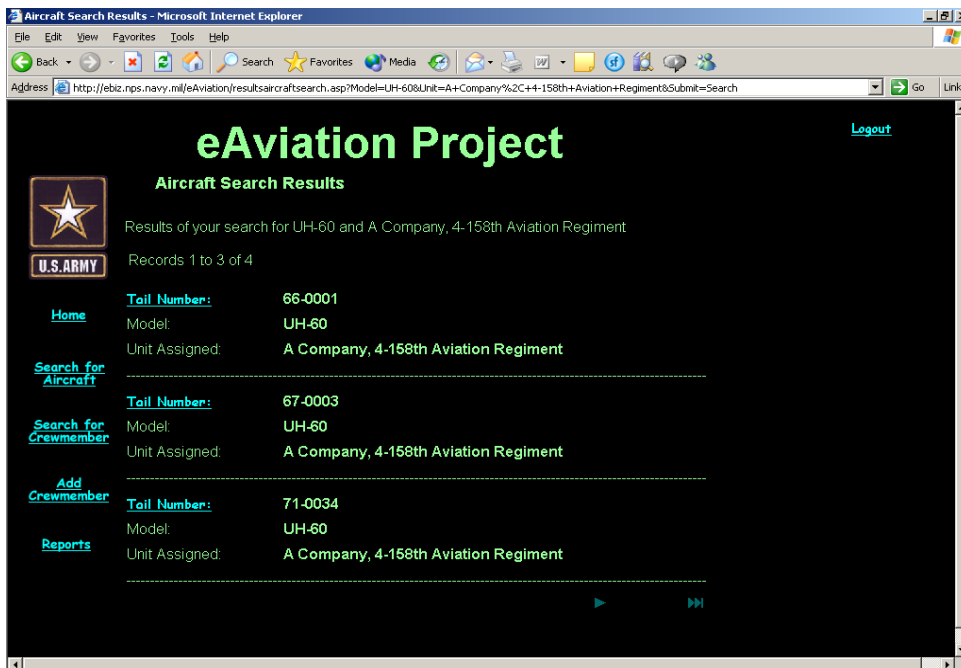 Aircraft Search Results - Microsoft Internet Explorer
File Edit View Favorites Tools Help
Back Search Favorites Media
Address http://ebiz.nps.navy.mil/eAviation/resultsaircraftsearch.asp?Model=UH-60&Unit=A+Company%2C+4-158th+Aviation+Regiment&Submit=Search Go Link
eAviation Project
Logout
Aircraft Search Results
U.S.ARMY
Results of your search for UH-60 and A Company, 4-158th Aviation Regiment
Records 1 to 3 of 4
Home
Search for
Aircraft
Search for
Crewmember
Add
Crewmember
Reports
Tail Number: 66-0001
Model: UH-60
Unit Assigned: A Company, 4-158th Aviation Regiment
Tail Number: 67-0003
Model: UH-60
Unit Assigned: A Company, 4-158th Aviation Regiment
Tail Number: 71-0034
Model: UH-60
Unit Assigned: A Company, 4-158th Aviation Regiment